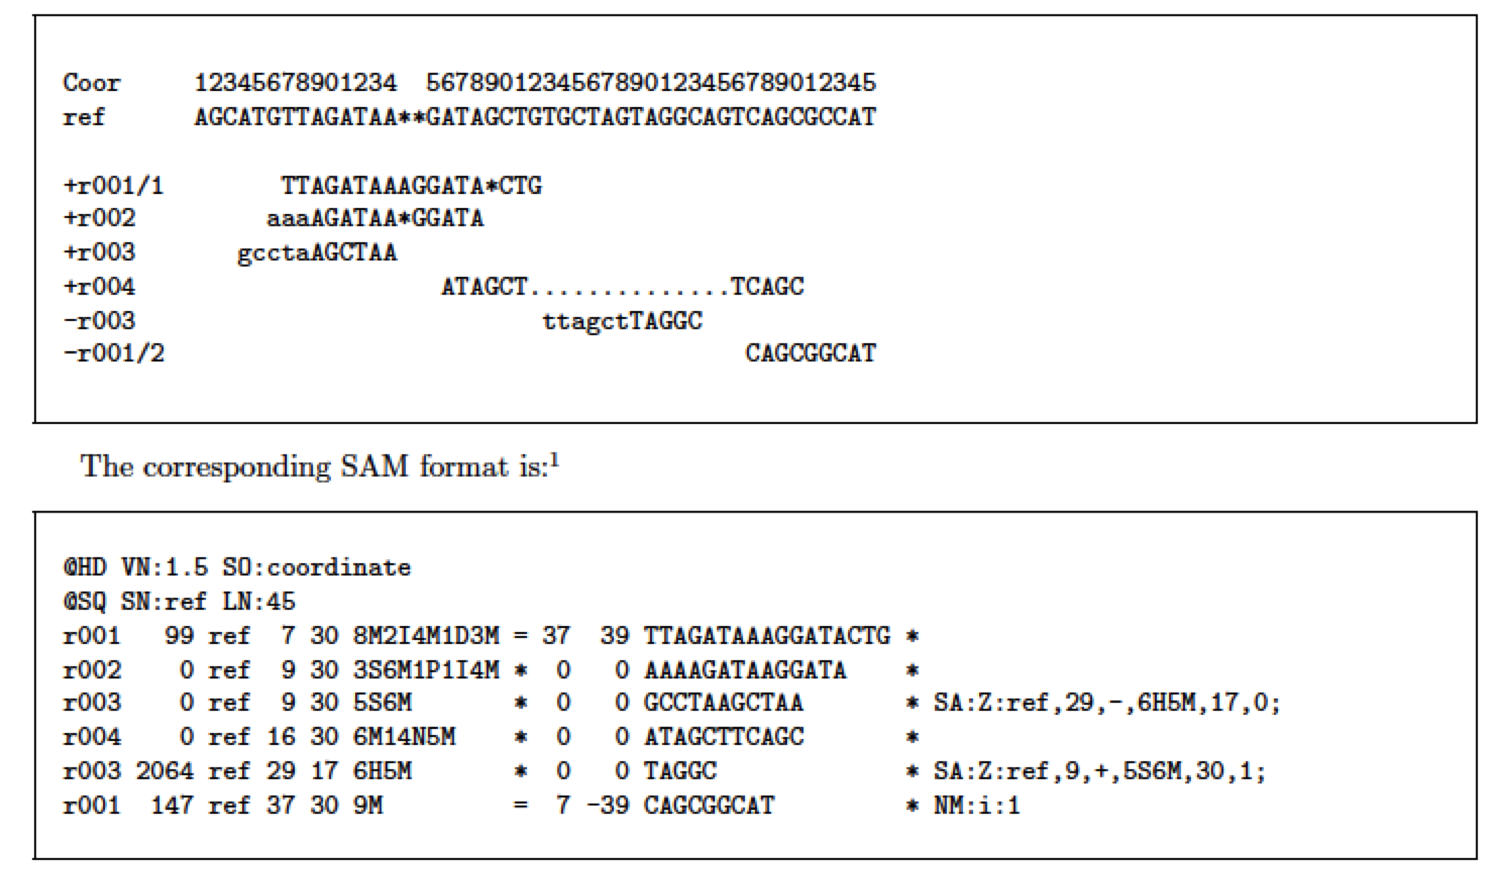 Coor 12345678901234 5678901234567890123456789012345
ref AGCATGTTAGATAA**GATAGCTGTGCTAGTAGGCAGTCAGCGCCAT
+r001/1 TTAGATAAAGGATA*CTG
+r002 aaaAGATAA*GGATA
+r003 gcctaAGCTAA
+r004 ATAGCT..............TCAGC
-r003 ttagctTAGGC
-r001/2 CAGCGGCAT
The corresponding SAM format is:¹
@HD VN:1.5 SO:coordinate
@SQ SN:ref LN:45
r001 99 ref 7 30 8M2I4M1D3M = 37 39 TTAGATAAAGGATACTG *
r002 0 ref 9 30 3S6M1P1I4M * 0 0 AAAAGATAAGGATA *
r003 0 ref 9 30 5S6M * 0 0 GCCTAAGCTAA * SA:Z:ref,29,-,6H5M,17,0;
r004 0 ref 16 30 6M14N5M * 0 0 ATAGCTTCAGC *
r003 2064 ref 29 17 6H5M * 0 0 TAGGC * SA:Z:ref,9,+,5S6M,30,1;
r001 147 ref 37 30 9M = 7 -39 CAGCGGCAT * NM:i:1